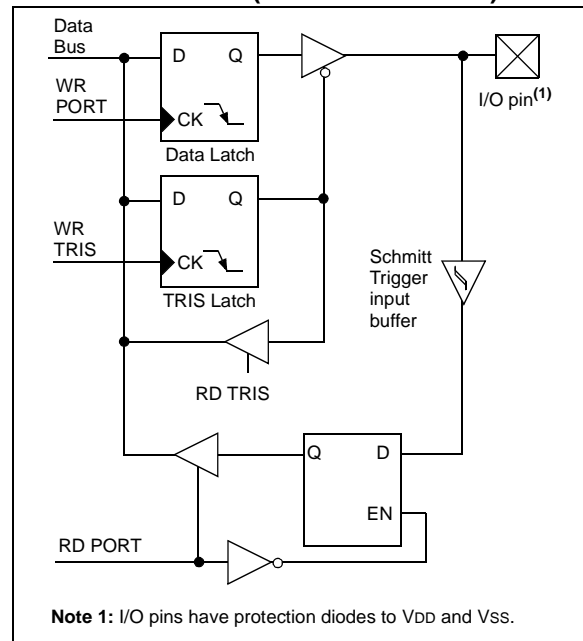 Data
Bus
D Q
WR
PORT
CK
Data Latch
I/O pin(1)
D Q
WR
TRIS
CK
TRIS Latch
Schmitt
Trigger
input
buffer
RD TRIS
Q D
EN
RD PORT
Note 1: I/O pins have protection diodes to VDD and VSS.